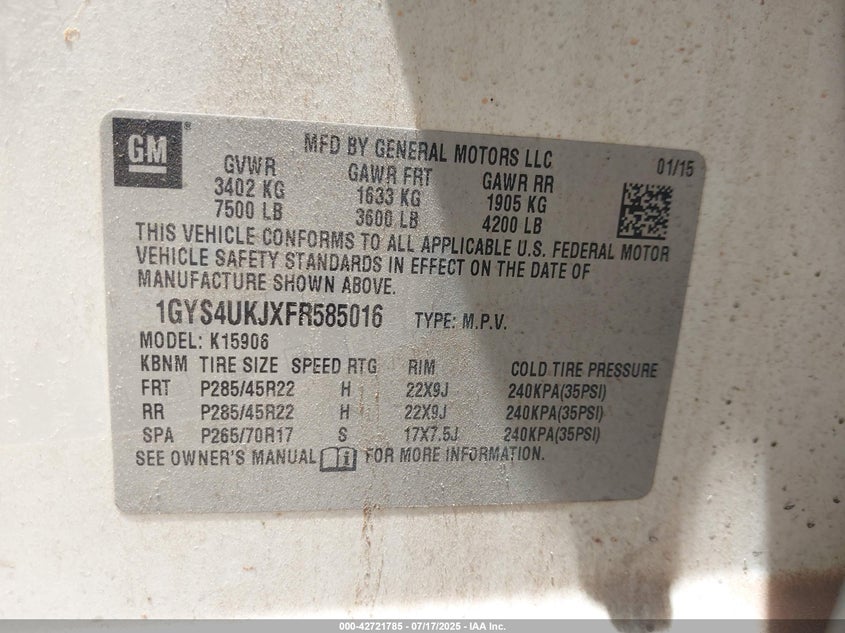 GM
®
MFD BY GENERAL MOTORS LLC
01/15
GVWR GAWR FRT GAWR RR
3402 KG 1633 KG 1905 KG
7500 LB 3600 LB 4200 LB
THIS VEHICLE CONFORMS TO ALL APPLICABLE U.S. FEDERAL MOTOR
VEHICLE SAFETY STANDARDS IN EFFECT ON THE DATE OF
MANUFACTURE SHOWN ABOVE.
1GYS4UKJXFR585016 TYPE: M.P.V.
MODEL: K15906
KBNM TIRE SIZE SPEED RTG RIM COLD TIRE PRESSURE
FRT P285/45R22 H 22X9J 240KPA(35PSI)
RR P285/45R22 H 22X9J 240KPA(35PSI)
SPA P265/70R17 S 17X7.5J 240KPA(35PSI)
SEE OWNER'S MANUAL FOR MORE INFORMATION.
000-42721785 - 07/17/2025 - IAA Inc.